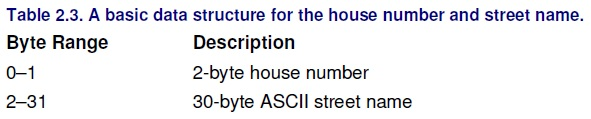 Table 2.3. A basic data structure for the house number and street name.
Byte Range Description
0–1 2-byte house number
2–31 30-byte ASCII street name